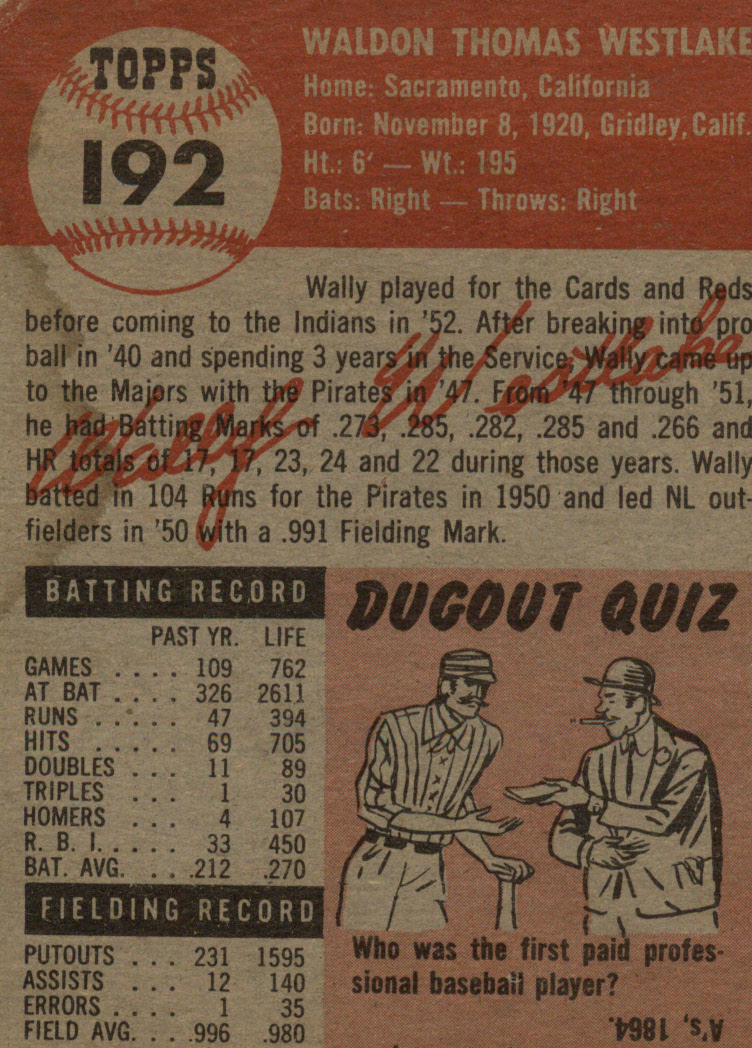 TOPPS
192
WALDON THOMAS WESTLAKE
Home: Sacramento, California
Born: November 8, 1920, Gridley, Calif.
Ht.: 6′ — Wt.: 195
Bats: Right — Throws: Right
Wally played for the Cards and Reds
before coming to the Indians in '52. After breaking into pro
ball in '40 and spending 3 years in the Service, Wally came up
to the Majors with the Pirates in '47. From '47 through '51,
he had Batting Marks of .273, .285, .282, .285 and .266 and
HR totals of 17, 17, 23, 24 and 22 during those years. Wally
batted in 104 Runs for the Pirates in 1950 and led NL out-
fielders in '50 with a .991 Fielding Mark.
Wally Westlake
BATTING RECORD
PAST YR. LIFE
GAMES .... 109 762
AT BAT .... 326 2611
RUNS ..... 47 394
HITS ..... 69 705
DOUBLES ... 11 89
TRIPLES ... 1 30
HOMERS ... 4 107
R. B. I. .... 33 450
BAT. AVG. ... .212 .270
FIELDING RECORD
PUTOUTS ... 231 1595
ASSISTS ... 12 140
ERRORS .... 1 35
FIELD AVG. ... .996 .980
DUGOUT QUIZ
Who was the first paid profes-
sional baseball player?
A's, 1864.